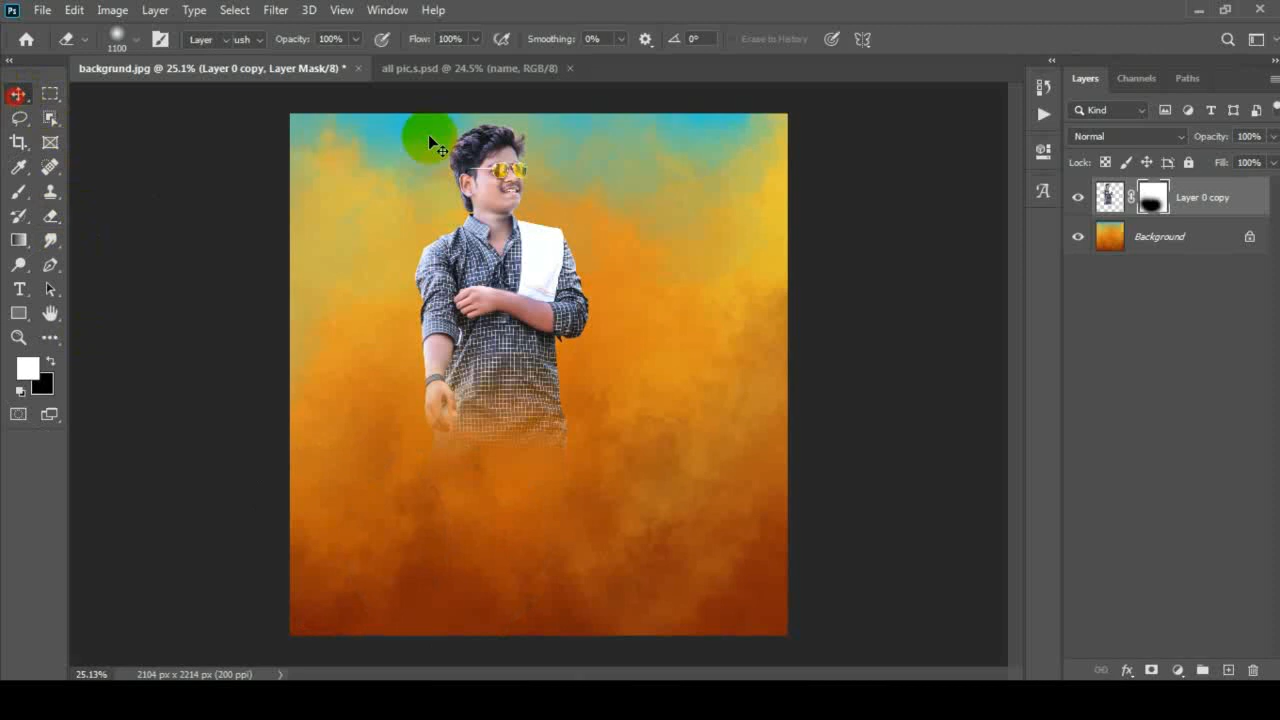 Ps File Edit Image Layer Type Select Filter 3D View Window Help
1100 Layer ush Opacity: 100% Flow: 100% Smoothing: 0% 0° Erase to History
backgrund.jpg @ 25.1% (Layer 0 copy, Layer Mask/8) * × all pic,s.psd @ 24.5% (name, RGB/8) ×
Layers Channels Paths
Kind
Normal Opacity: 100%
Lock: Fill: 100%
Layer 0 copy
Background
25.13% 2104 px x 2214 px (200 ppi)